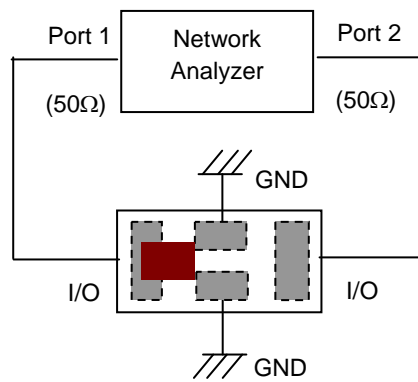 Port 1
Network
Analyzer
Port 2
(50Ω)
(50Ω)
GND
I/O
I/O
GND